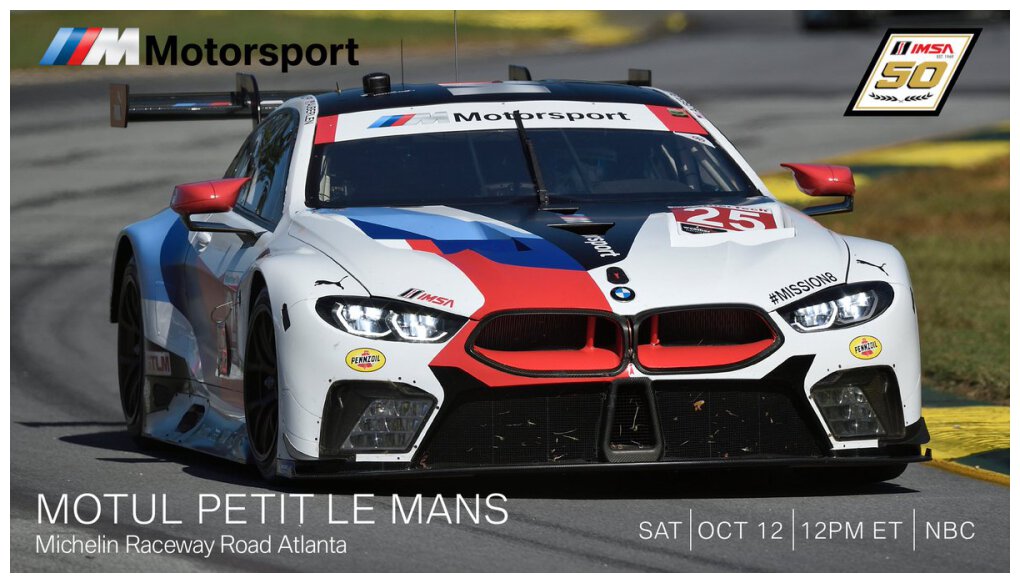 M Motorsport
IMSA
50
M Motorsport
25
sport
#MISSION8
IMSA
PENNZOIL
PENNZOIL
MOTUL PETIT LE MANS
Michelin Raceway Road Atlanta
SAT | OCT 12 | 12PM ET | NBC